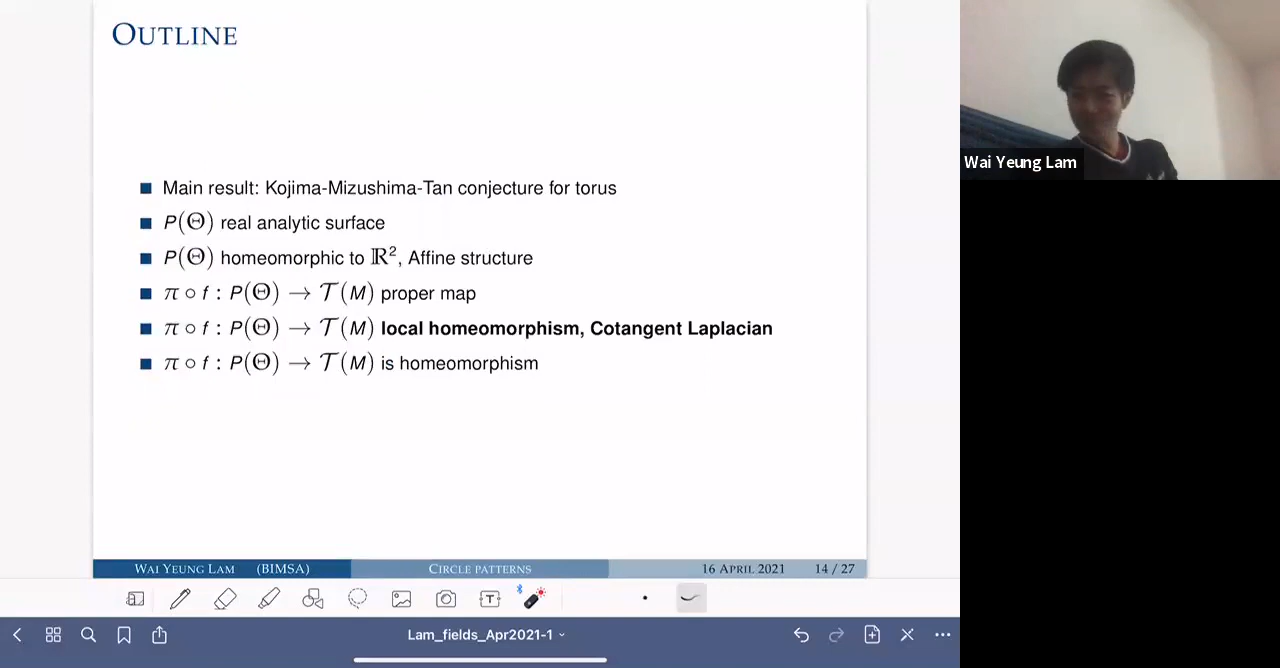 OUTLINE
Main result: Kojima-Mizushima-Tan conjecture for torus
P(Θ) real analytic surface
P(Θ) homeomorphic to ℝ², Affine structure
π ∘ f : P(Θ) → 𝒯(M) proper map
π ∘ f : P(Θ) → 𝒯(M) local homeomorphism, Cotangent Laplacian
π ∘ f : P(Θ) → 𝒯(M) is homeomorphism
WAI YEUNG LAM (BIMSA) CIRCLE PATTERNS 16 APRIL 2021 14 / 27
Lam_fields_Apr2021-1
Wai Yeung Lam